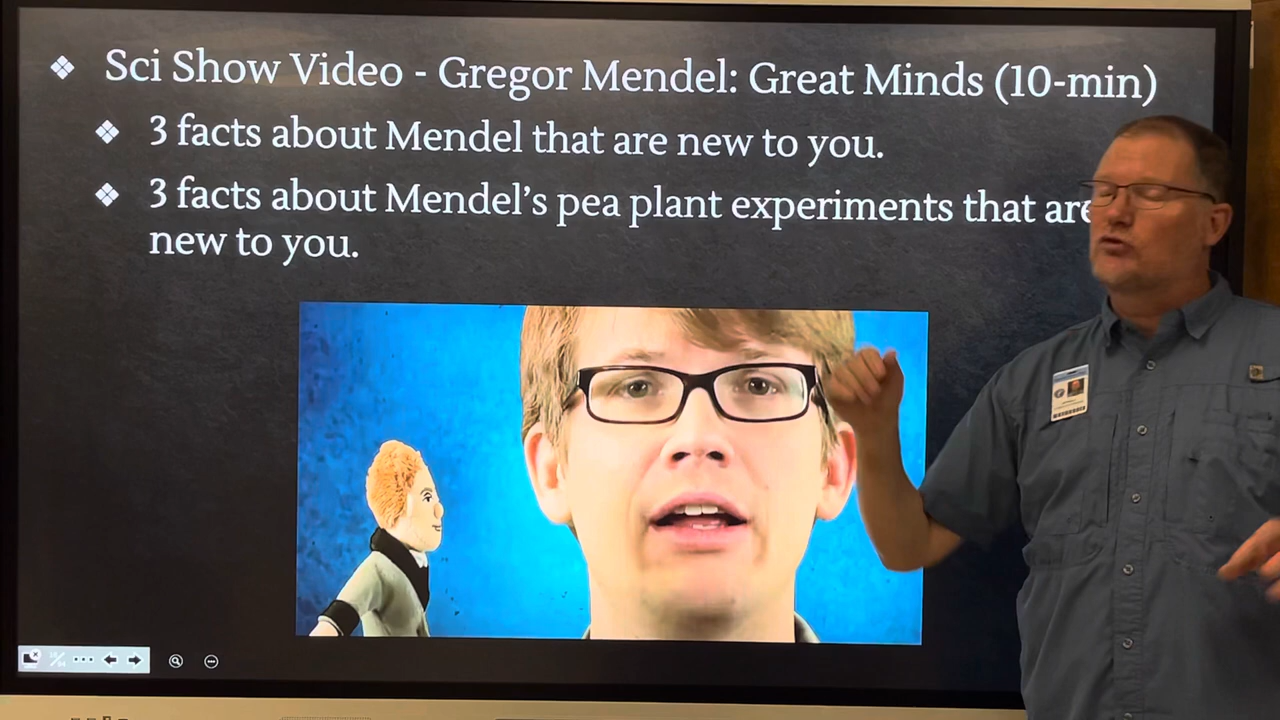 Sci Show Video - Gregor Mendel: Great Minds (10-min)
3 facts about Mendel that are new to you.
3 facts about Mendel's pea plant experiments that are
new to you.